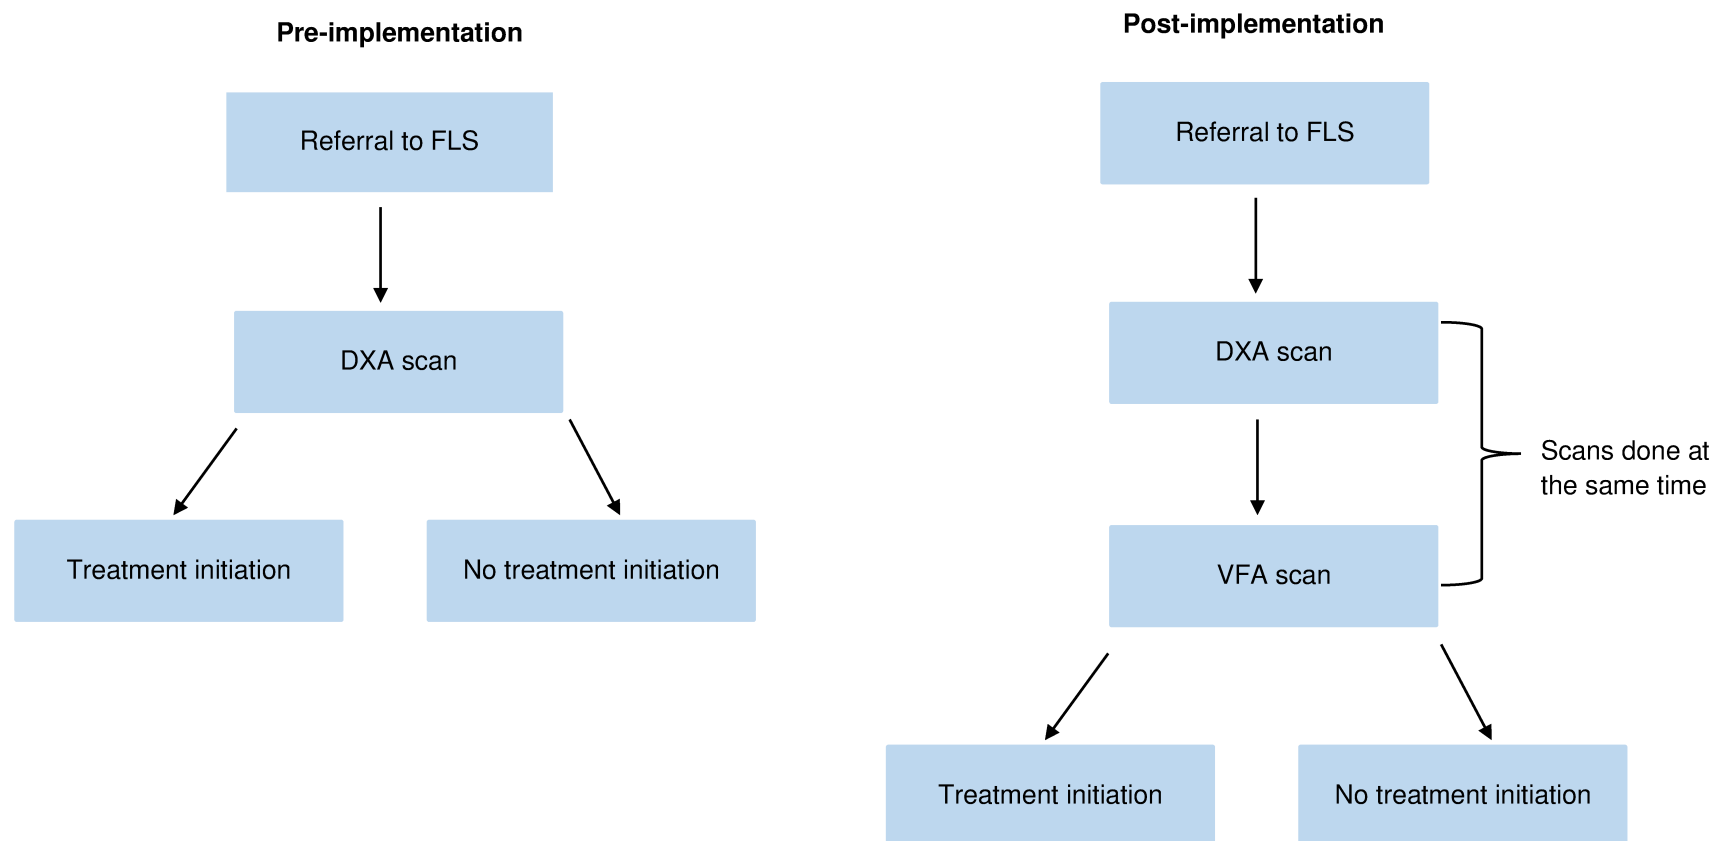 Pre-implementation
Referral to FLS
DXA scan
Treatment initiation
No treatment initiation
Post-implementation
Referral to FLS
DXA scan
VFA scan
Scans done at
the same time
Treatment initiation
No treatment initiation